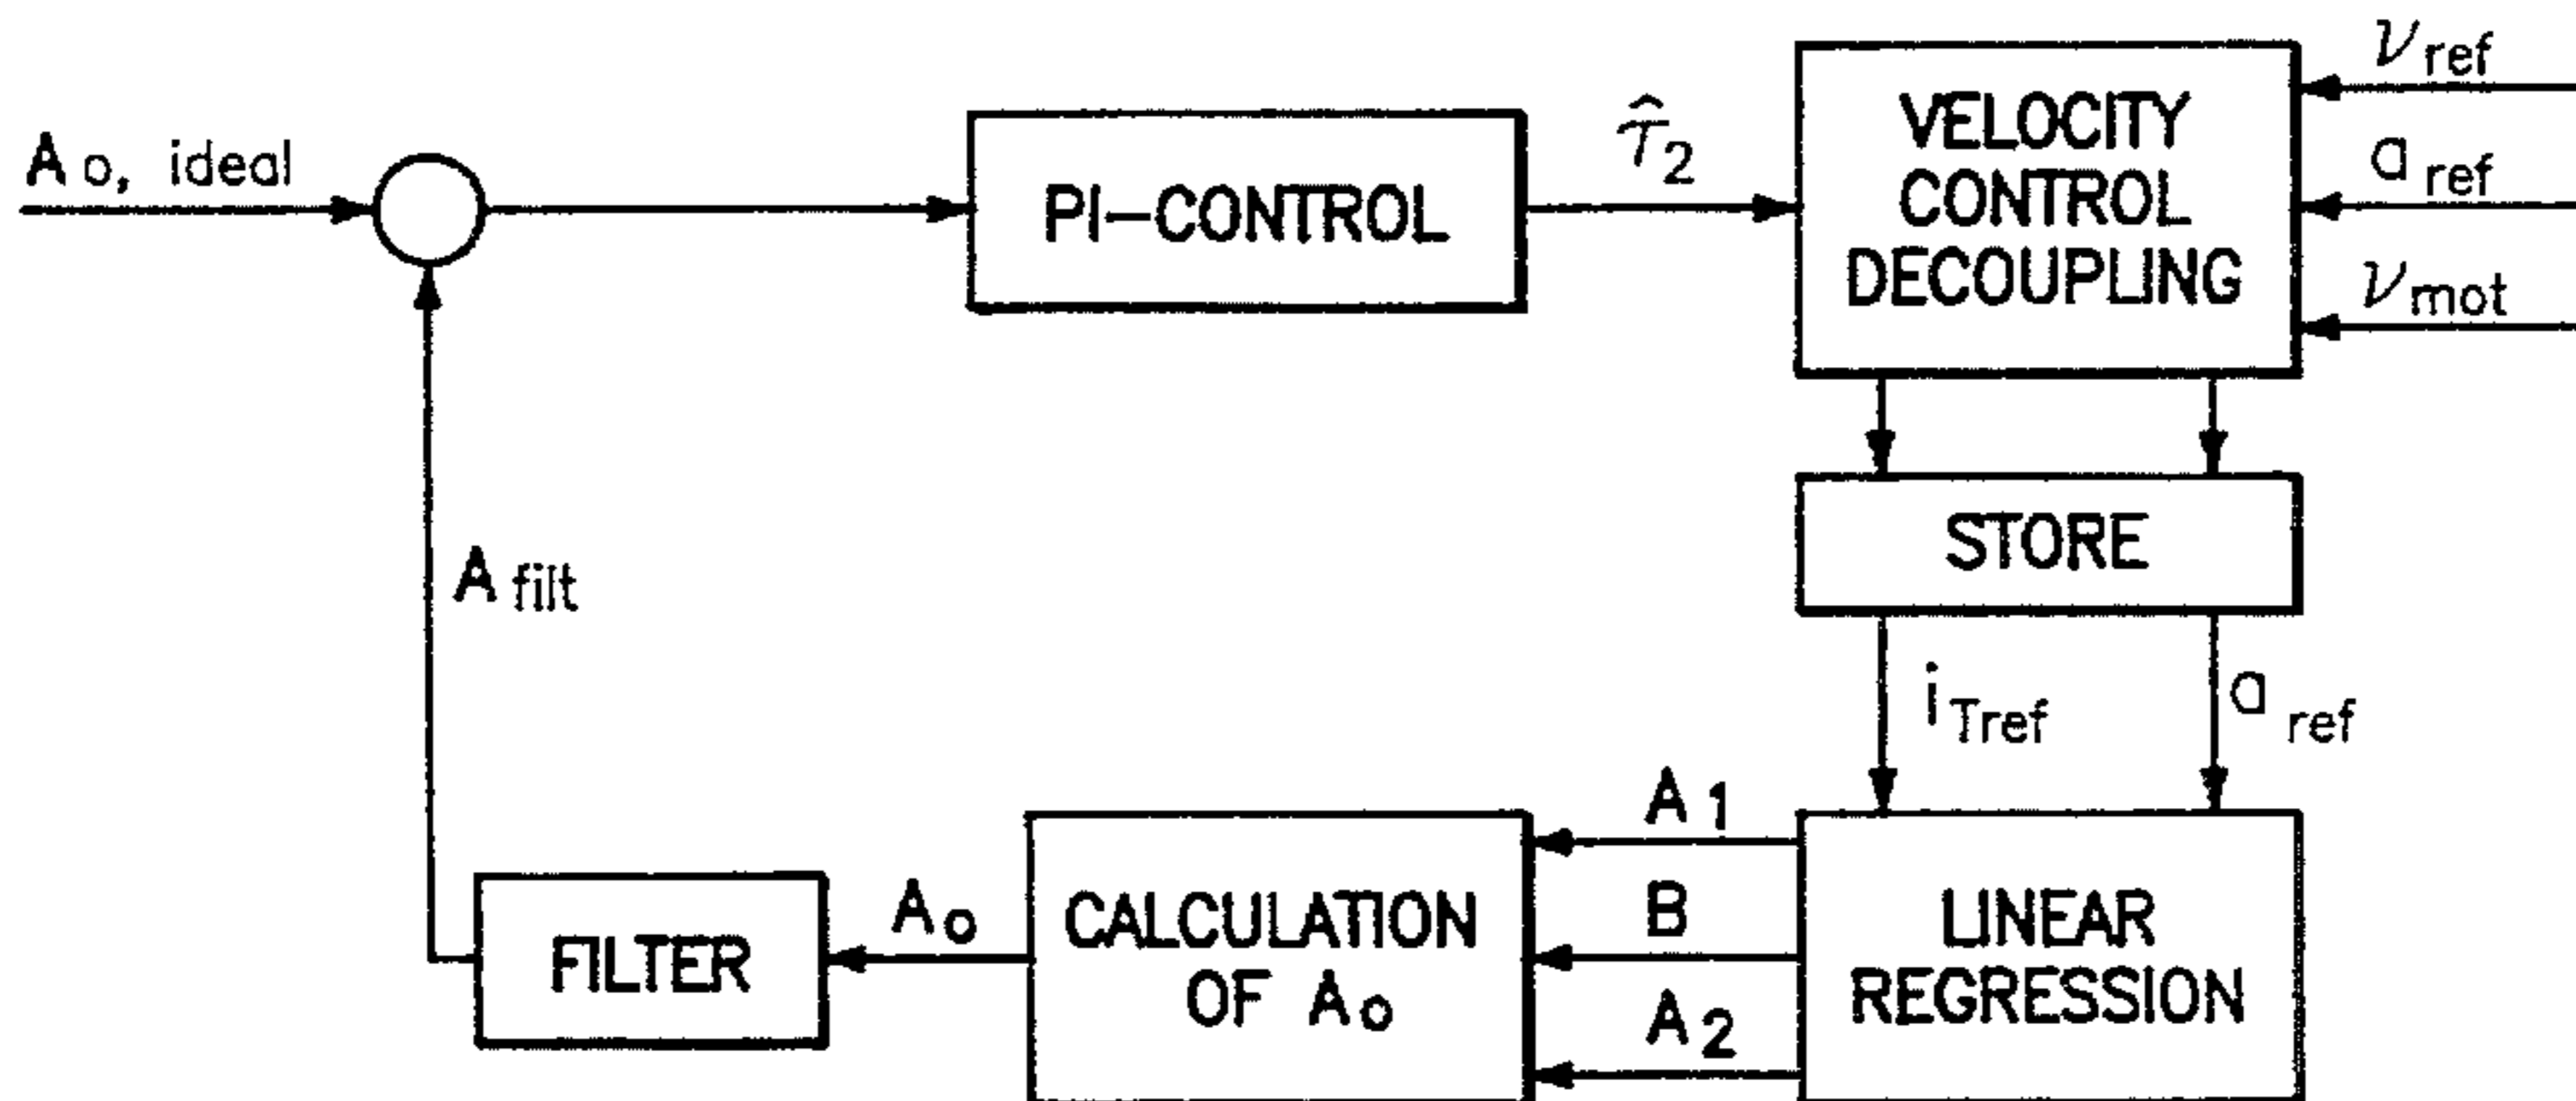 A o, ideal
PI-CONTROL
τ̂ 2
VELOCITY
CONTROL
DECOUPLING
ν ref
a ref
ν mot
STORE
A filt
i Tref
a ref
FILTER
A o
CALCULATION
OF A o
A 1
B
A 2
LINEAR
REGRESSION